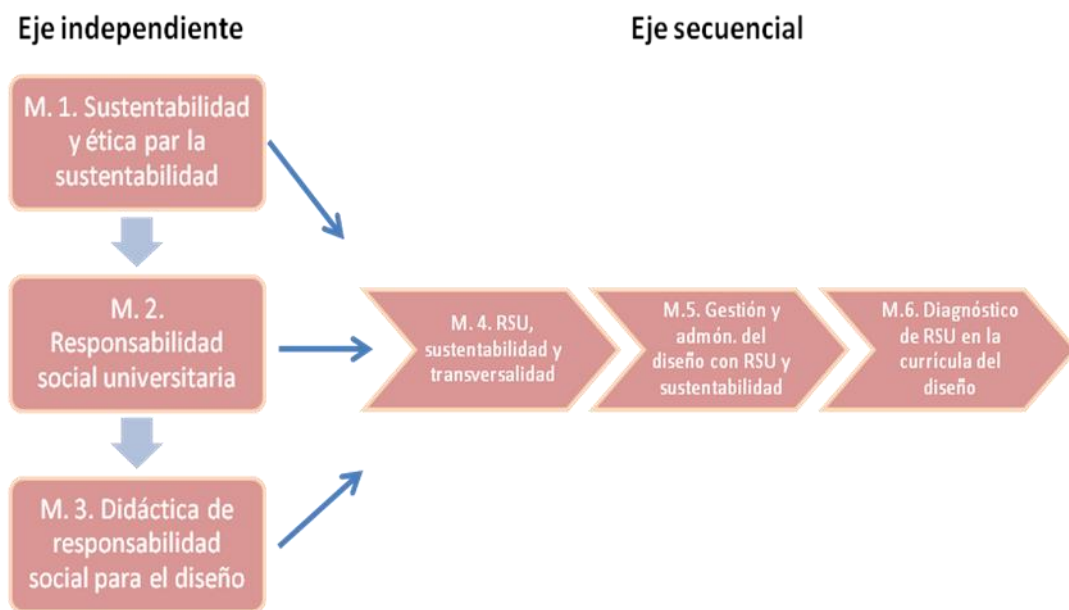 Eje independiente
Eje secuencial
M. 1. Sustentabilidad
y ética par la
sustentabilidad
M. 2.
Responsabilidad
social universitaria
M. 3. Didáctica de
responsabilidad
social para el diseño
M. 4. RSU,
sustentabilidad y
transversalidad
M.5. Gestión y
admón. del
diseño con RSU y
sustentabilidad
M.6. Diagnóstico
de RSU en la
currícula del
diseño